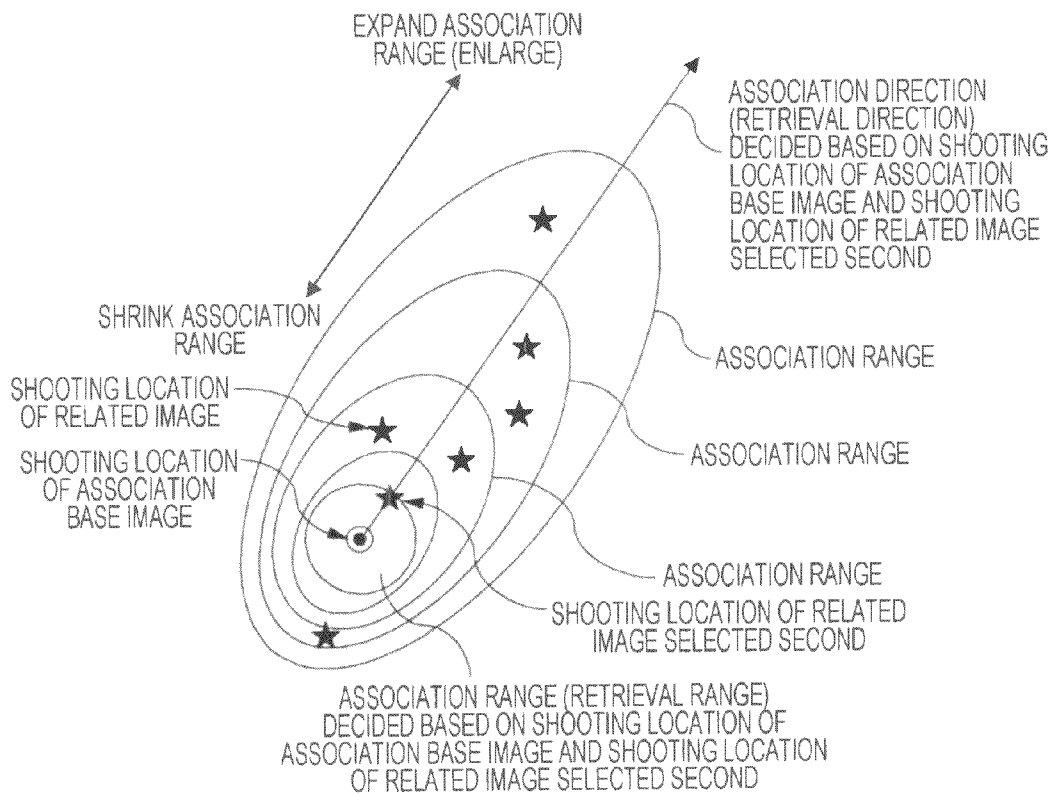 EXPAND ASSOCIATION
RANGE (ENLARGE)
ASSOCIATION DIRECTION
(RETRIEVAL DIRECTION)
DECIDED BASED ON SHOOTING
LOCATION OF ASSOCIATION
BASE IMAGE AND SHOOTING
LOCATION OF RELATED IMAGE
SELECTED SECOND
SHRINK ASSOCIATION
RANGE
ASSOCIATION RANGE
SHOOTING LOCATION
OF RELATED IMAGE
ASSOCIATION RANGE
SHOOTING LOCATION
OF ASSOCIATION
BASE IMAGE
ASSOCIATION RANGE
SHOOTING LOCATION OF RELATED
IMAGE SELECTED SECOND
ASSOCIATION RANGE (RETRIEVAL RANGE)
DECIDED BASED ON SHOOTING LOCATION OF
ASSOCIATION BASE IMAGE AND SHOOTING LOCATION
OF RELATED IMAGE SELECTED SECOND